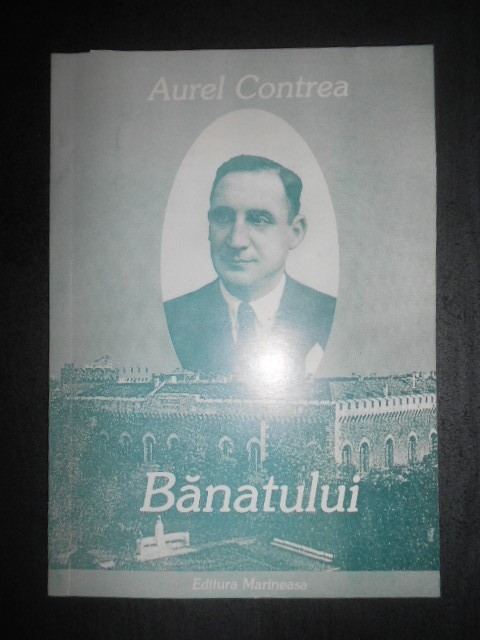 Aurel Contrea
Bănatului
Editura Marineasa